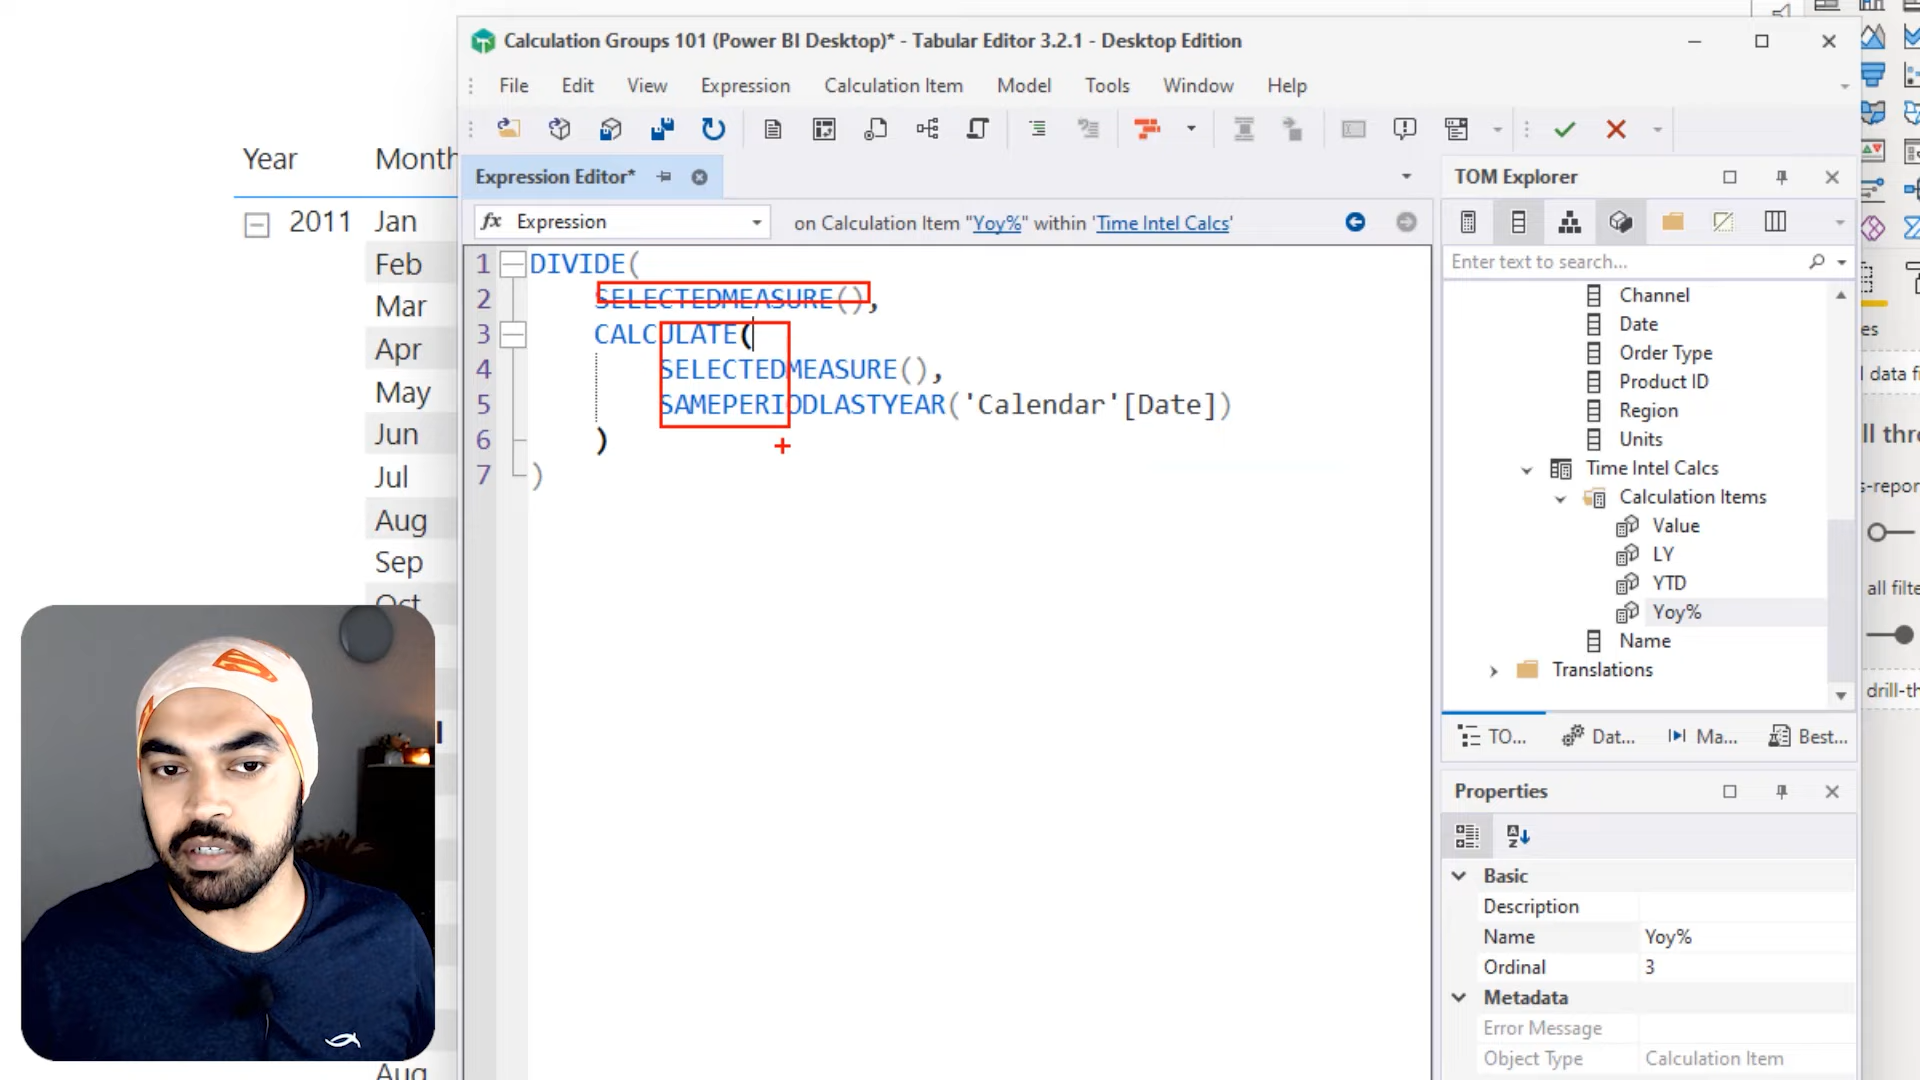 Calculation Groups 101 (Power BI Desktop)* - Tabular Editor 3.2.1 - Desktop Edition
File Edit View Expression Calculation Item Model Tools Window Help
Expression Editor*
Expression
on Calculation Item "Yoy%" within 'Time Intel Calcs'
1 DIVIDE(
2 SELECTEDMEASURE(),
3 CALCULATE(
4 SELECTEDMEASURE(),
5 SAMEPERIODLASTYEAR('Calendar'[Date])
6 )
7 )
Year Month
2011 Jan
Feb
Mar
Apr
May
Jun
Jul
Aug
Sep
Oct
Aug
TOM Explorer
Enter text to search...
Channel
Date
Order Type
Product ID
Region
Units
Time Intel Calcs
Calculation Items
Value
LY
YTD
Yoy%
Name
Translations
TO... Dat... Ma... Best...
Properties
Basic
Description
Name Yoy%
Ordinal 3
Metadata
Error Message
Object Type Calculation Item
es
data fi
ll thro
s-repor
all filte
drill-th